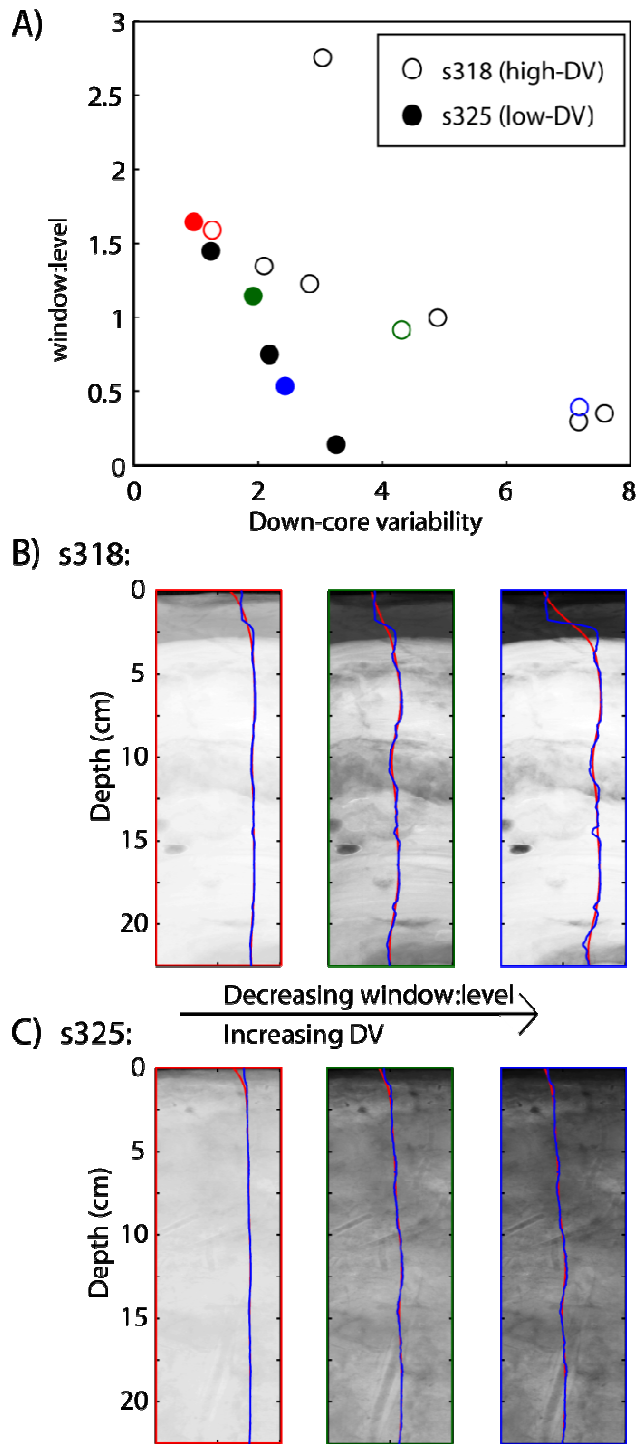 A)
3
2.5
2
1.5
1
0.5
0
window:level
s318 (high-DV)
s325 (low-DV)
0 2 4 6 8
Down-core variability
B) s318:
0
5
10
15
20
Depth (cm)
Decreasing window:level
Increasing DV
C) s325:
0
5
10
15
20
Depth (cm)